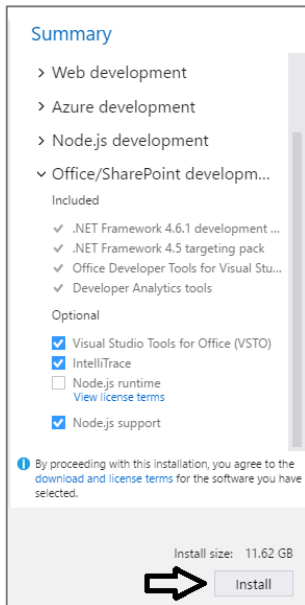 Summary
Web development
Azure development
Node.js development
Office/SharePoint developm...
Included
.NET Framework 4.6.1 development ...
.NET Framework 4.5 targeting pack
Office Developer Tools for Visual Stu...
Developer Analytics tools
Optional
Visual Studio Tools for Office (VSTO)
IntelliTrace
Node.js runtime
View license terms
Node.js support
By proceeding with this installation, you agree to the
download and license terms for the software you have
selected.
Install size: 11.62 GB
Install